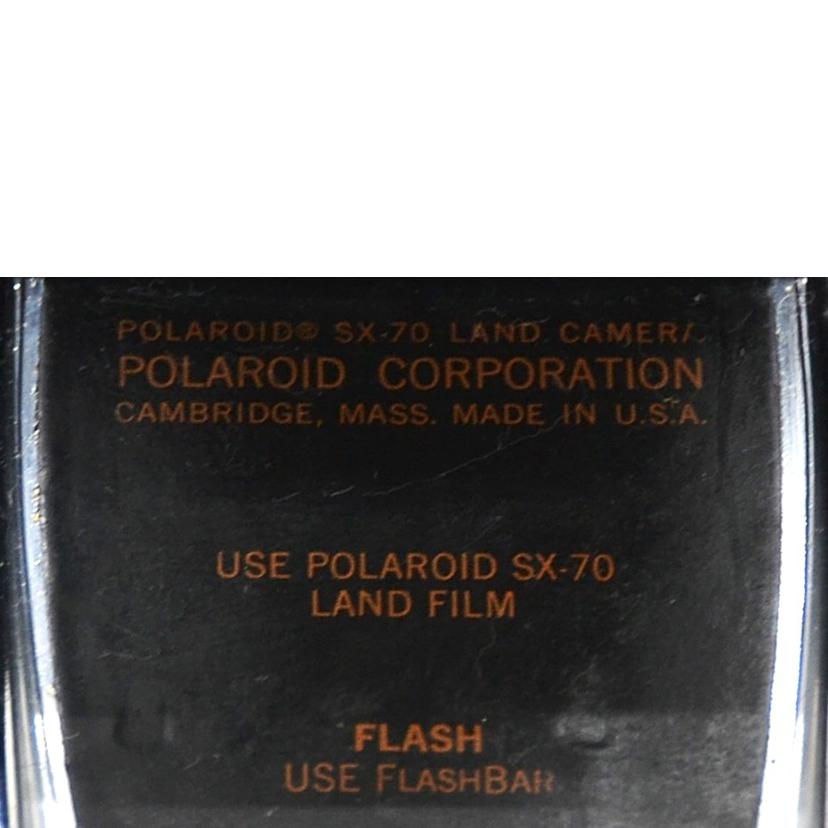 POLAROID® SX-70 LAND CAMERA
POLAROID CORPORATION
CAMBRIDGE, MASS. MADE IN U.S.A.
USE POLAROID SX-70
LAND FILM
FLASH
USE FLASHBAR